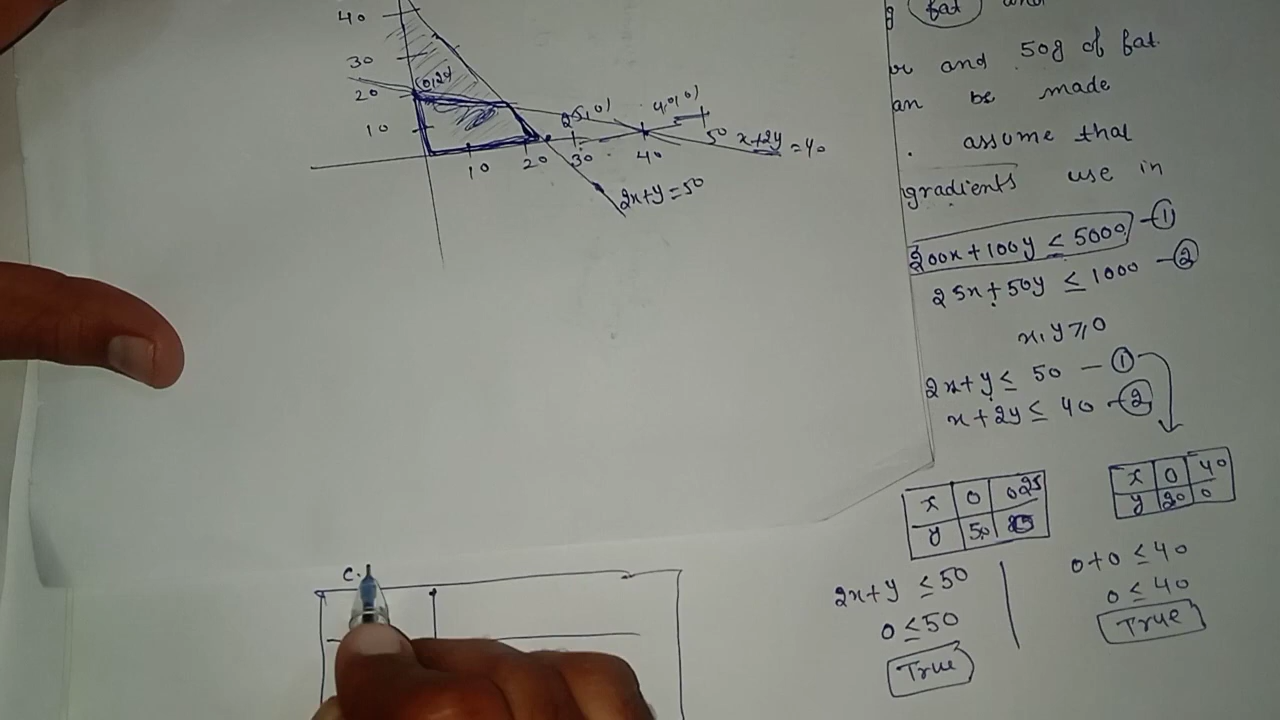 40
30
20
10
(0,20)
10
20
30
40
50
25,0)
40,0)
x+2y=40
2x+y=50
fat
and 50g of fat.
an be made
. assume that
gradients use in
200x+100y ≤ 5000 -①
25x+50y ≤ 1000 -②
x,y≥0
2x+y ≤ 50 -①
x+2y ≤ 40 -②
x 0 25
y 50
x 0 40
y 20 0
2x+y ≤50
0 ≤50
True
0+0 ≤40
0 ≤ 40
True
C.